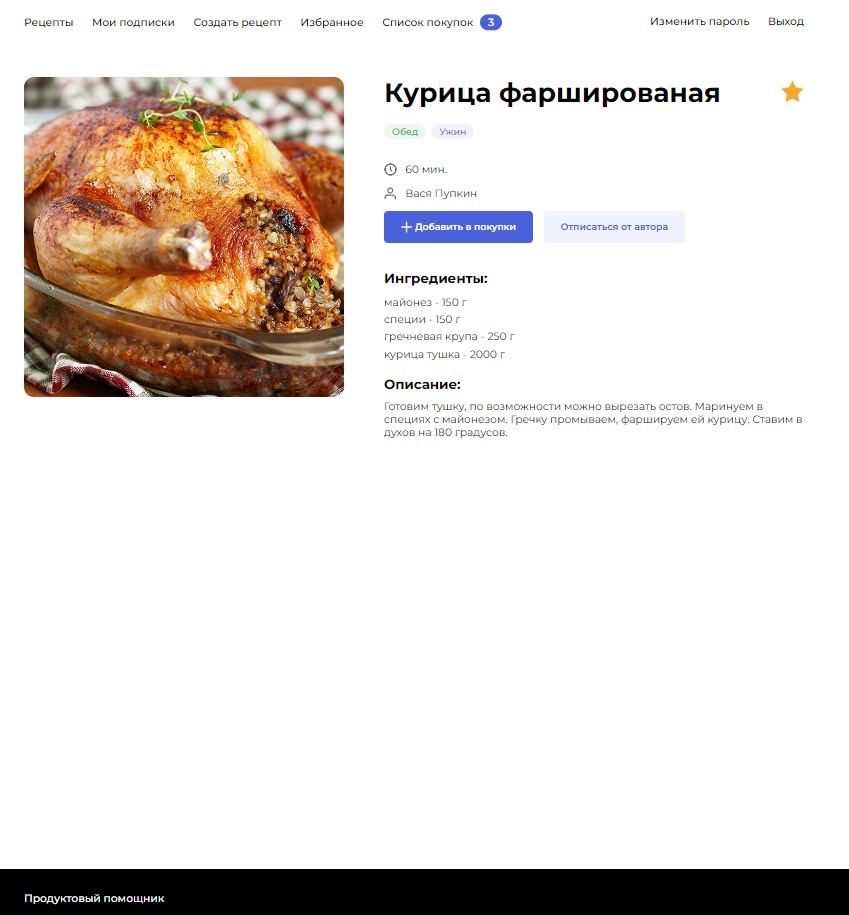 Рецепты Мои подписки Создать рецепт Избранное Список покупок 3 Изменить пароль Выход
Курица фаршированая
Обед Ужин
60 мин.
Вася Пупкин
+ Добавить в покупки Отписаться от автора
Ингредиенты:
майонез - 150 г
специи - 150 г
гречневая крупа - 250 г
курица тушка - 2000 г
Описание:
Готовим тушку, по возможности можно вырезать остов. Маринуем в
специях с майонезом. Гречку промываем, фаршируем ей курицу. Ставим в
духов на 180 градусов.
Продуктовый помощник